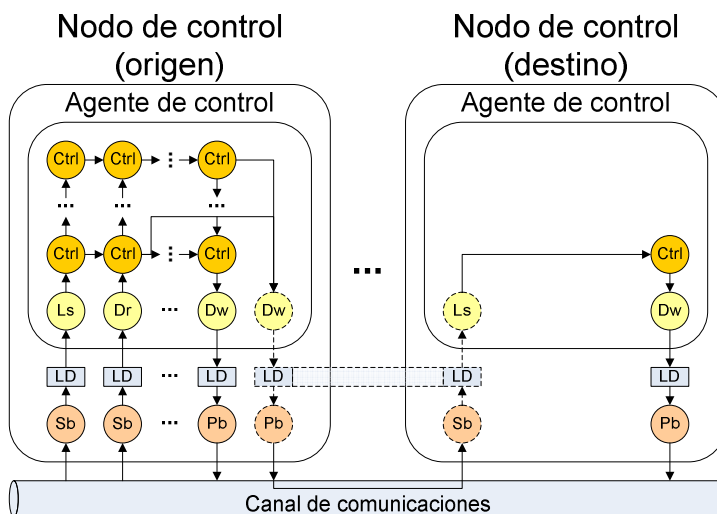 Nodo de control
(origen)
Nodo de control
(destino)
Agente de control
Agente de control
Ctrl Ctrl ... Ctrl
... ... ...
Ctrl Ctrl ... Ctrl
...
Ctrl
Ls Dr ... Dw Dw
Ls Dw
LD LD ... LD LD
LD LD
Sb Sb ... Pb Pb
Sb Pb
Canal de comunicaciones